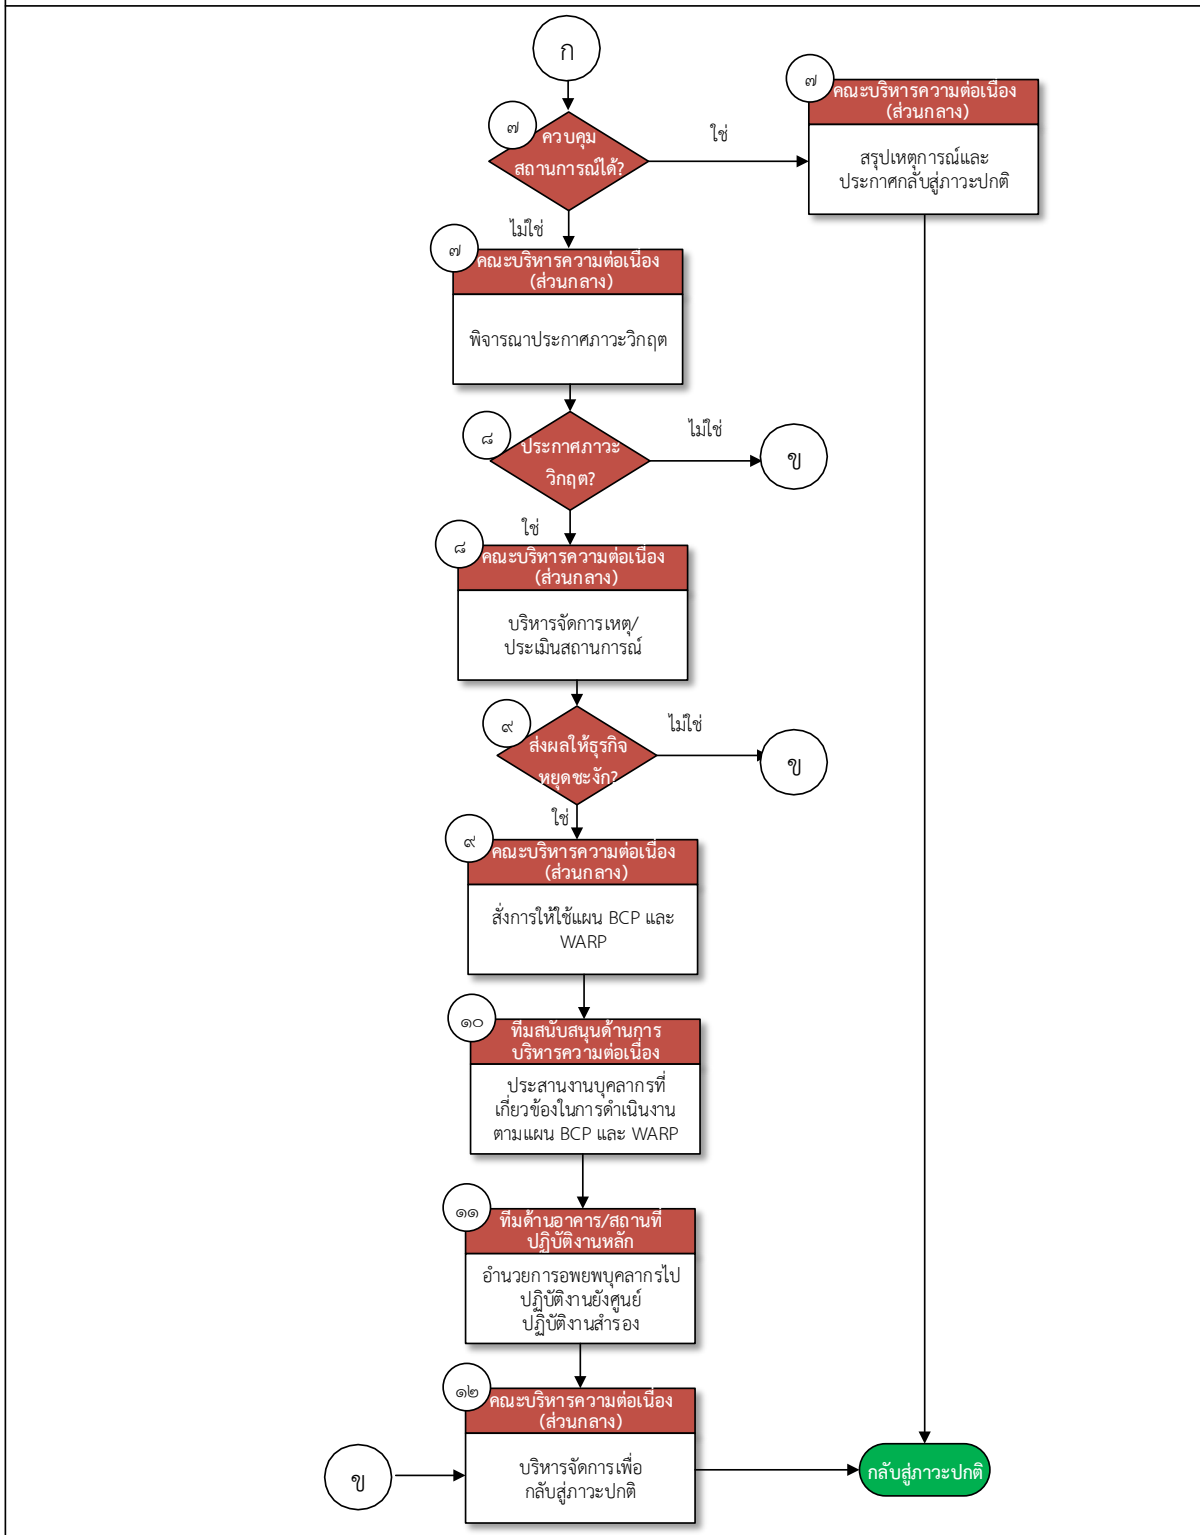 ก
๗
ควบคุม
สถานการณ์ได้?
ใช่
๗
คณะบริหารความต่อเนื่อง
(ส่วนกลาง)
สรุปเหตุการณ์และ
ประกาศกลับสู่ภาวะปกติ
ไม่ใช่
๗
คณะบริหารความต่อเนื่อง
(ส่วนกลาง)
พิจารณาประกาศภาวะวิกฤต
๘
ประกาศภาวะ
วิกฤต?
ไม่ใช่
ข
ใช่
๘
คณะบริหารความต่อเนื่อง
(ส่วนกลาง)
บริหารจัดการเหตุ/
ประเมินสถานการณ์
๙
ส่งผลให้ธุรกิจ
หยุดชะงัก?
ไม่ใช่
ข
ใช่
๙
คณะบริหารความต่อเนื่อง
(ส่วนกลาง)
สั่งการให้ใช้แผน BCP และ
WARP
๑๐
ทีมสนับสนุนด้านการ
บริหารความต่อเนื่อง
ประสานงานบุคลากรที่
เกี่ยวข้องในการดำเนินงาน
ตามแผน BCP และ WARP
๑๑
ทีมด้านอาคาร/สถานที่
ปฏิบัติงานหลัก
อำนวยการอพยพบุคลากรไป
ปฏิบัติงานยังศูนย์
ปฏิบัติงานสำรอง
๑๒
คณะบริหารความต่อเนื่อง
(ส่วนกลาง)
บริหารจัดการเพื่อ
กลับสู่ภาวะปกติ
ข
กลับสู่ภาวะปกติ